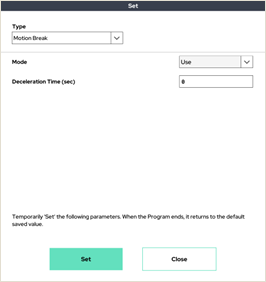 Set
Type
Motion Break
Mode
Use
Deceleration Time (sec)
0
Temporarily 'Set' the following parameters. When the Program ends, it returns to the default
saved value.
Set
Close